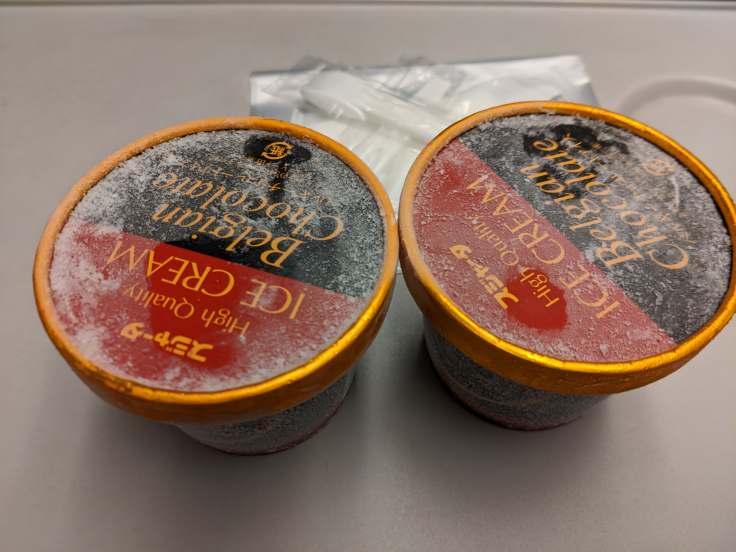 スジャータ
High Quality
ICE CREAM
Belgian
Chocolate
スジャータ
High Quality
ICE CREAM
Belgian
Chocolate